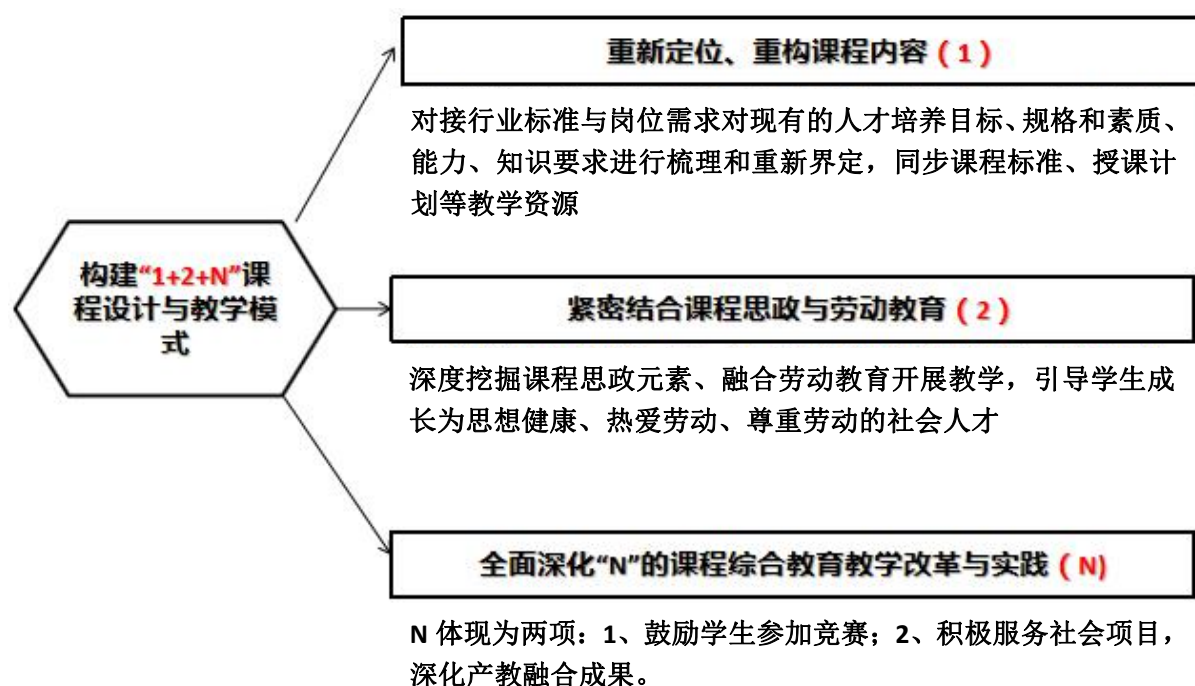 重新定位、重构课程内容（1）
对接行业标准与岗位需求对现有的人才培养目标、规格和素质、
能力、知识要求进行梳理和重新界定，同步课程标准、授课计
划等教学资源
构建“1+2+N”课
程设计与教学模
式
紧密结合课程思政与劳动教育（2）
深度挖掘课程思政元素、融合劳动教育开展教学，引导学生成
长为思想健康、热爱劳动、尊重劳动的社会人才
全面深化“N”的课程综合教育教学改革与实践（N)
N 体现为两项：1、鼓励学生参加竞赛；2、积极服务社会项目，
深化产教融合成果。